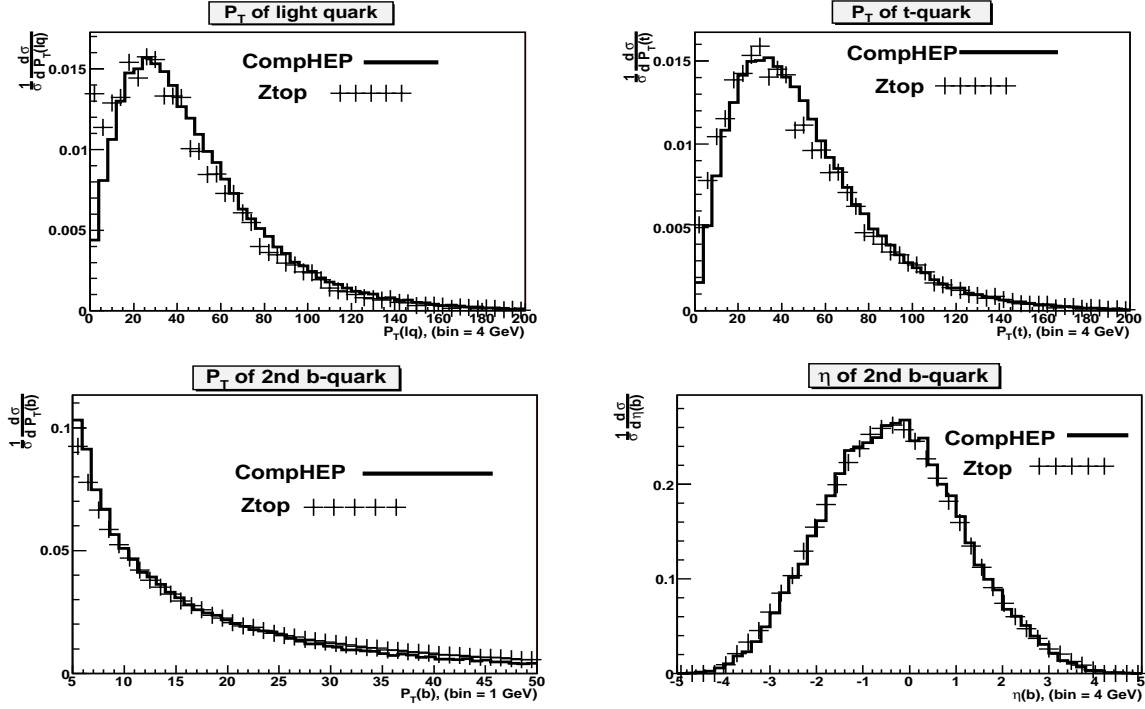 P_T of light quark
1/σ dσ/d P_T(lq)
CompHEP
Ztop
0.015
0.01
0.005
0
0 20 40 60 80 100 120 140 160 180 200
P_T(lq), (bin = 4 GeV)
P_T of t-quark
1/σ dσ/d P_T(t)
CompHEP
Ztop
0.015
0.01
0.005
0
0 20 40 60 80 100 120 140 160 180 200
P_T(t), (bin = 4 GeV)
P_T of 2nd b-quark
1/σ dσ/d P_T(b)
CompHEP
Ztop
0.1
0.05
0
5 10 15 20 25 30 35 40 45 50
P_T(b), (bin = 1 GeV)
η of 2nd b-quark
1/σ dσ/d η(b)
CompHEP
Ztop
0.2
0.1
0
-5 -4 -3 -2 -1 0 1 2 3 4 5
η(b), (bin = 4 GeV)